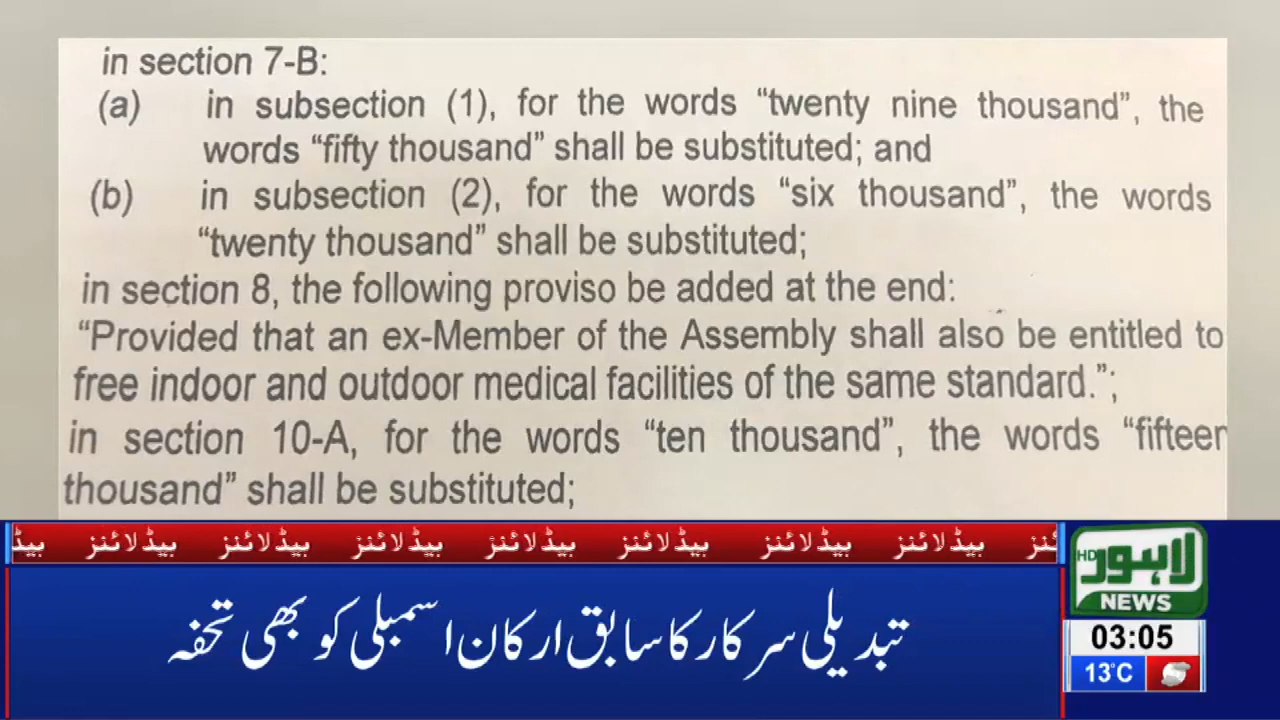 in section 7-B:
(a) in subsection (1), for the words “twenty nine thousand”, the
words “fifty thousand” shall be substituted; and
(b) in subsection (2), for the words “six thousand”, the words
“twenty thousand” shall be substituted;
in section 8, the following proviso be added at the end:
“Provided that an ex-Member of the Assembly shall also be entitled to
free indoor and outdoor medical facilities of the same standard.”;
in section 10-A, for the words “ten thousand”, the words “fifteen
thousand” shall be substituted;
ہیڈلائنز ہیڈلائنز ہیڈلائنز ہیڈلائنز ہیڈلائنز ہیڈلائنز ہیڈلائنز
تبدیلی سرکار کا سابق ارکان اسمبلی کو بھی تحفہ
لاہور HD
NEWS
03:05
13°C